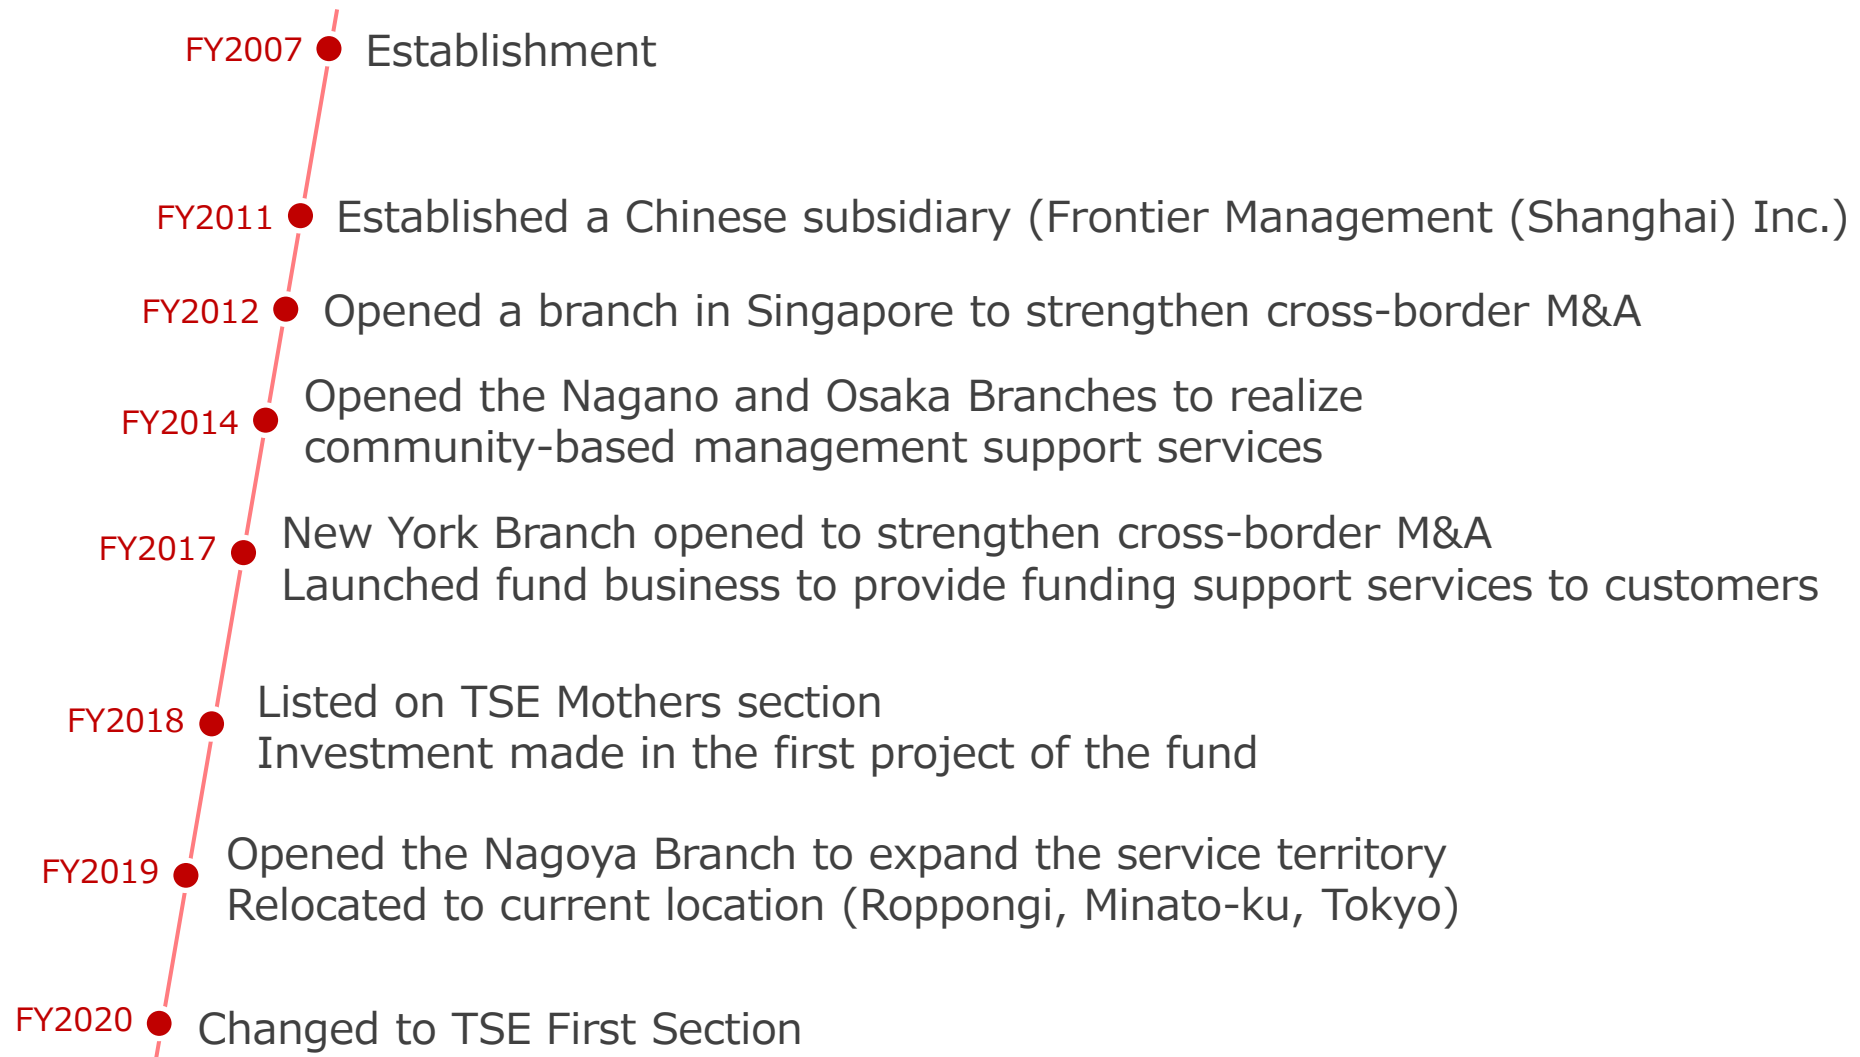 FY2007 Establishment
FY2011 Established a Chinese subsidiary (Frontier Management (Shanghai) Inc.)
FY2012 Opened a branch in Singapore to strengthen cross-border M&A
FY2014 Opened the Nagano and Osaka Branches to realize
community-based management support services
FY2017 New York Branch opened to strengthen cross-border M&A
Launched fund business to provide funding support services to customers
FY2018 Listed on TSE Mothers section
Investment made in the first project of the fund
FY2019 Opened the Nagoya Branch to expand the service territory
Relocated to current location (Roppongi, Minato-ku, Tokyo)
FY2020 Changed to TSE First Section